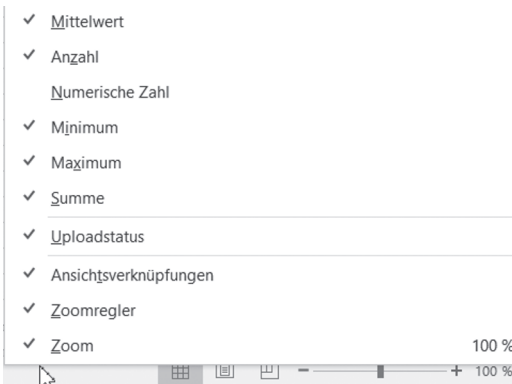 Mittelwert
Anzahl
Numerische Zahl
Minimum
Maximum
Summe
Uploadstatus
Ansichtsverknüpfungen
Zoomregler
Zoom 100 %
100 %